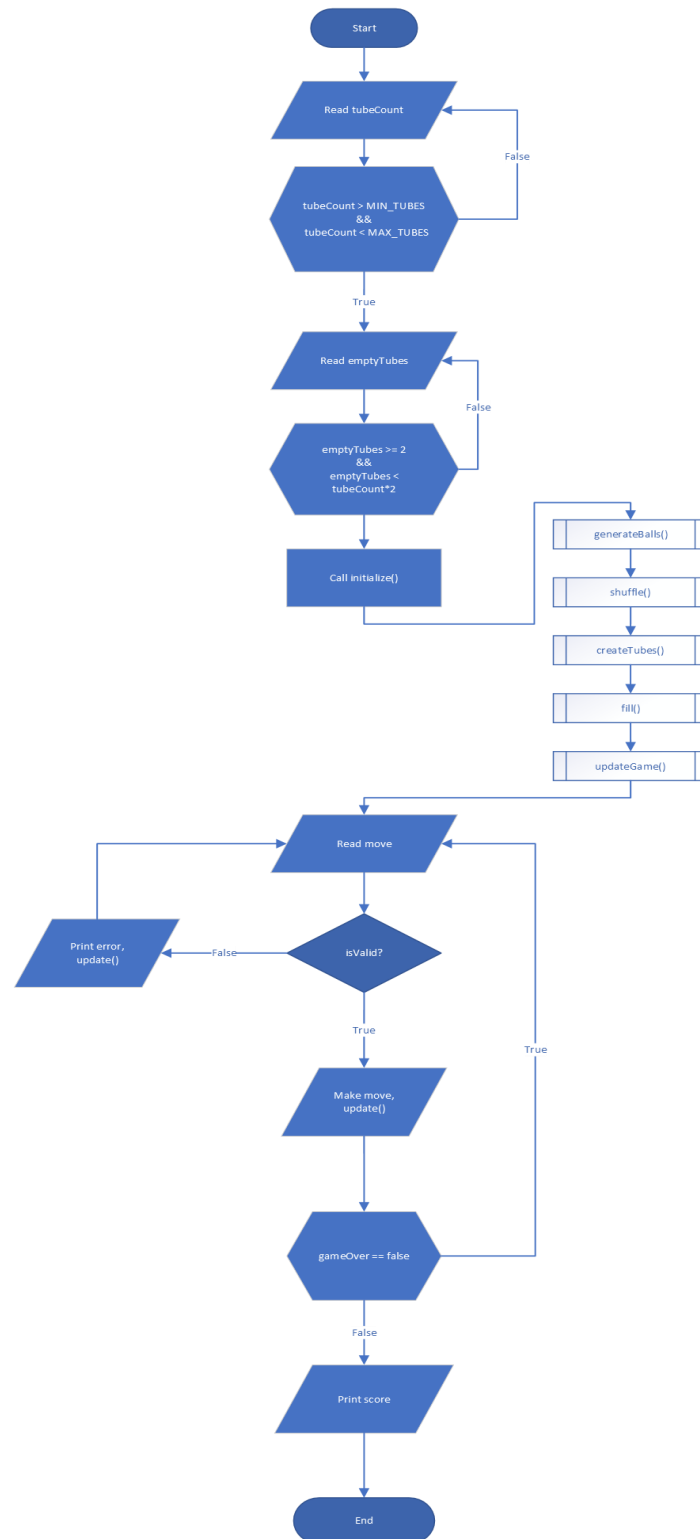 Start
Read tubeCount
False
tubeCount > MIN_TUBES
&&
tubeCount < MAX_TUBES
True
Read emptyTubes
False
emptyTubes >= 2
&&
emptyTubes <
tubeCount*2
Call initialize()
generateBalls()
shuffle()
createTubes()
fill()
updateGame()
Read move
isValid?
False
Print error,
update()
True
Make move,
update()
True
gameOver == false
False
Print score
End